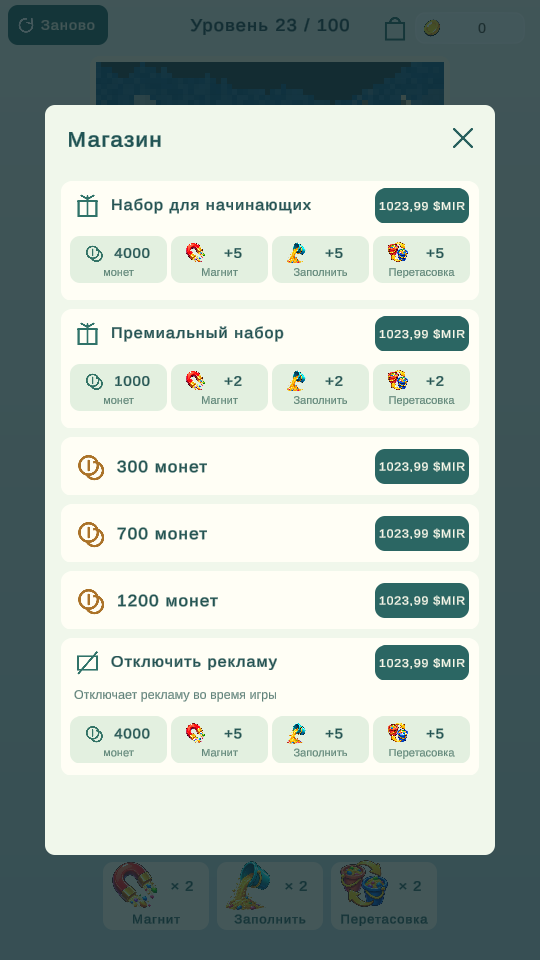 Заново
Уровень 23 / 100
0
Магазин
Набор для начинающих
1023,99 $MIR
4000
монет
+5
Магнит
+5
Заполнить
+5
Перетасовка
Премиальный набор
1023,99 $MIR
1000
монет
+2
Магнит
+2
Заполнить
+2
Перетасовка
300 монет
1023,99 $MIR
700 монет
1023,99 $MIR
1200 монет
1023,99 $MIR
Отключить рекламу
1023,99 $MIR
Отключает рекламу во время игры
4000
монет
+5
Магнит
+5
Заполнить
+5
Перетасовка
× 2
Магнит
× 2
Заполнить
× 2
Перетасовка